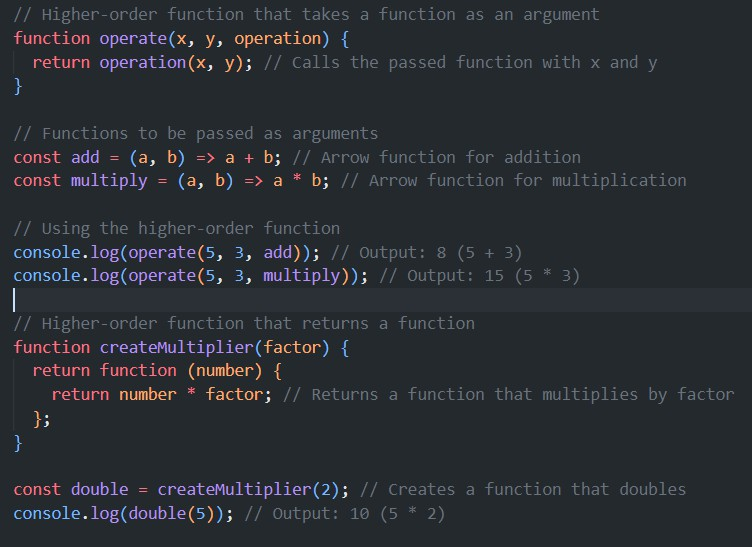 // Higher-order function that takes a function as an argument
function operate(x, y, operation) {
  return operation(x, y); // Calls the passed function with x and y
}

// Functions to be passed as arguments
const add = (a, b) => a + b; // Arrow function for addition
const multiply = (a, b) => a * b; // Arrow function for multiplication

// Using the higher-order function
console.log(operate(5, 3, add)); // Output: 8 (5 + 3)
console.log(operate(5, 3, multiply)); // Output: 15 (5 * 3)

// Higher-order function that returns a function
function createMultiplier(factor) {
  return function (number) {
    return number * factor; // Returns a function that multiplies by factor
  };
}

const double = createMultiplier(2); // Creates a function that doubles
console.log(double(5)); // Output: 10 (5 * 2)